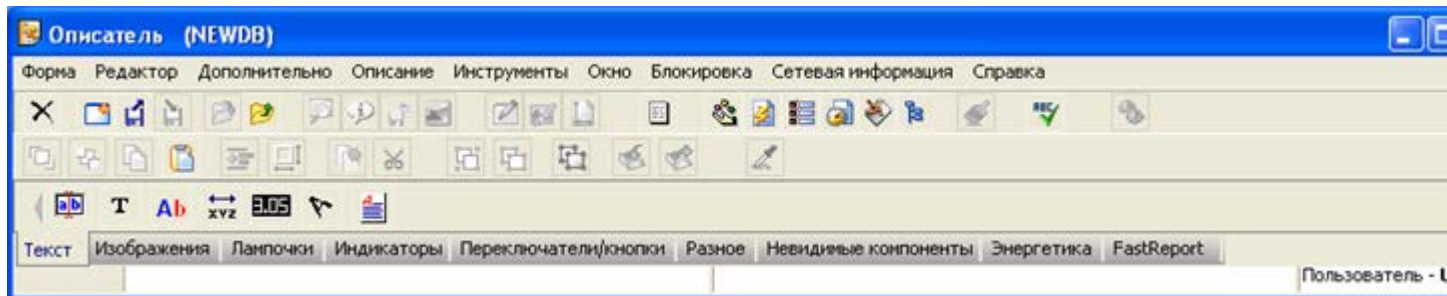 Описатель (NEWDB)
Форма Редактор Дополнительно Описание Инструменты Окно Блокировка Сетевая информация Справка
T Ab XYZ 3.05
Текст Изображения Лампочки Индикаторы Переключатели/кнопки Разное Невидимые компоненты Энергетика FastReport
Пользователь -